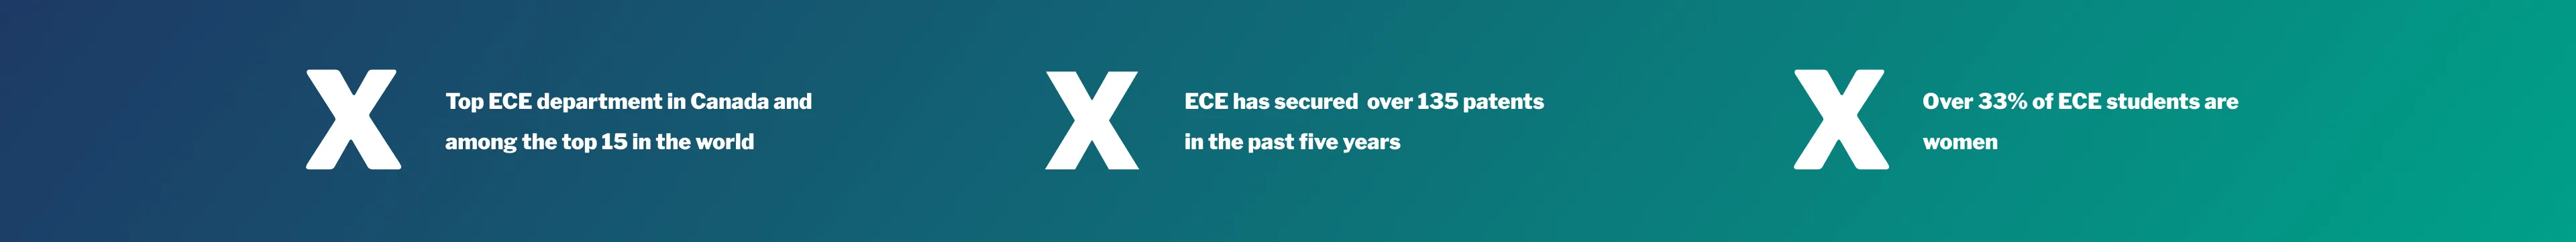 X
Top ECE department in Canada and
among the top 15 in the world
X
ECE has secured  over 135 patents
in the past five years
X
Over 33% of ECE students are
women